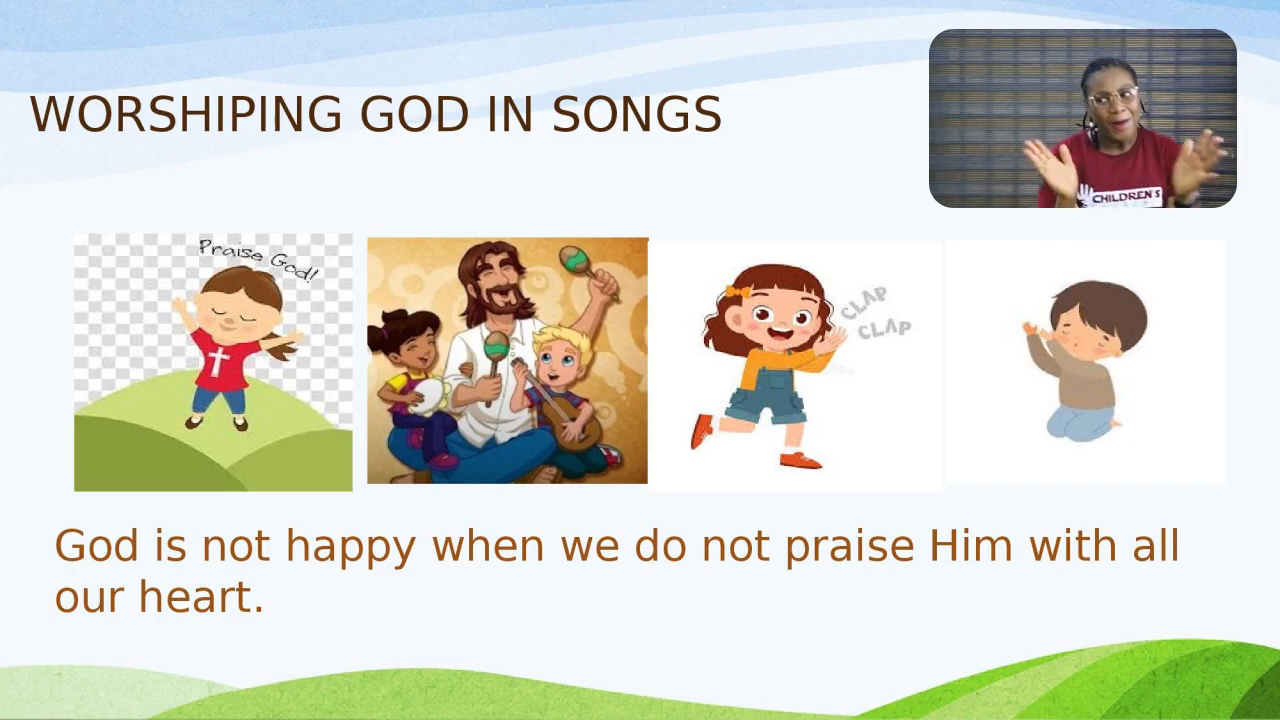 WORSHIPING GOD IN SONGS
CHILDREN'S
Praise God!
CLAP
CLAP
God is not happy when we do not praise Him with all
our heart.